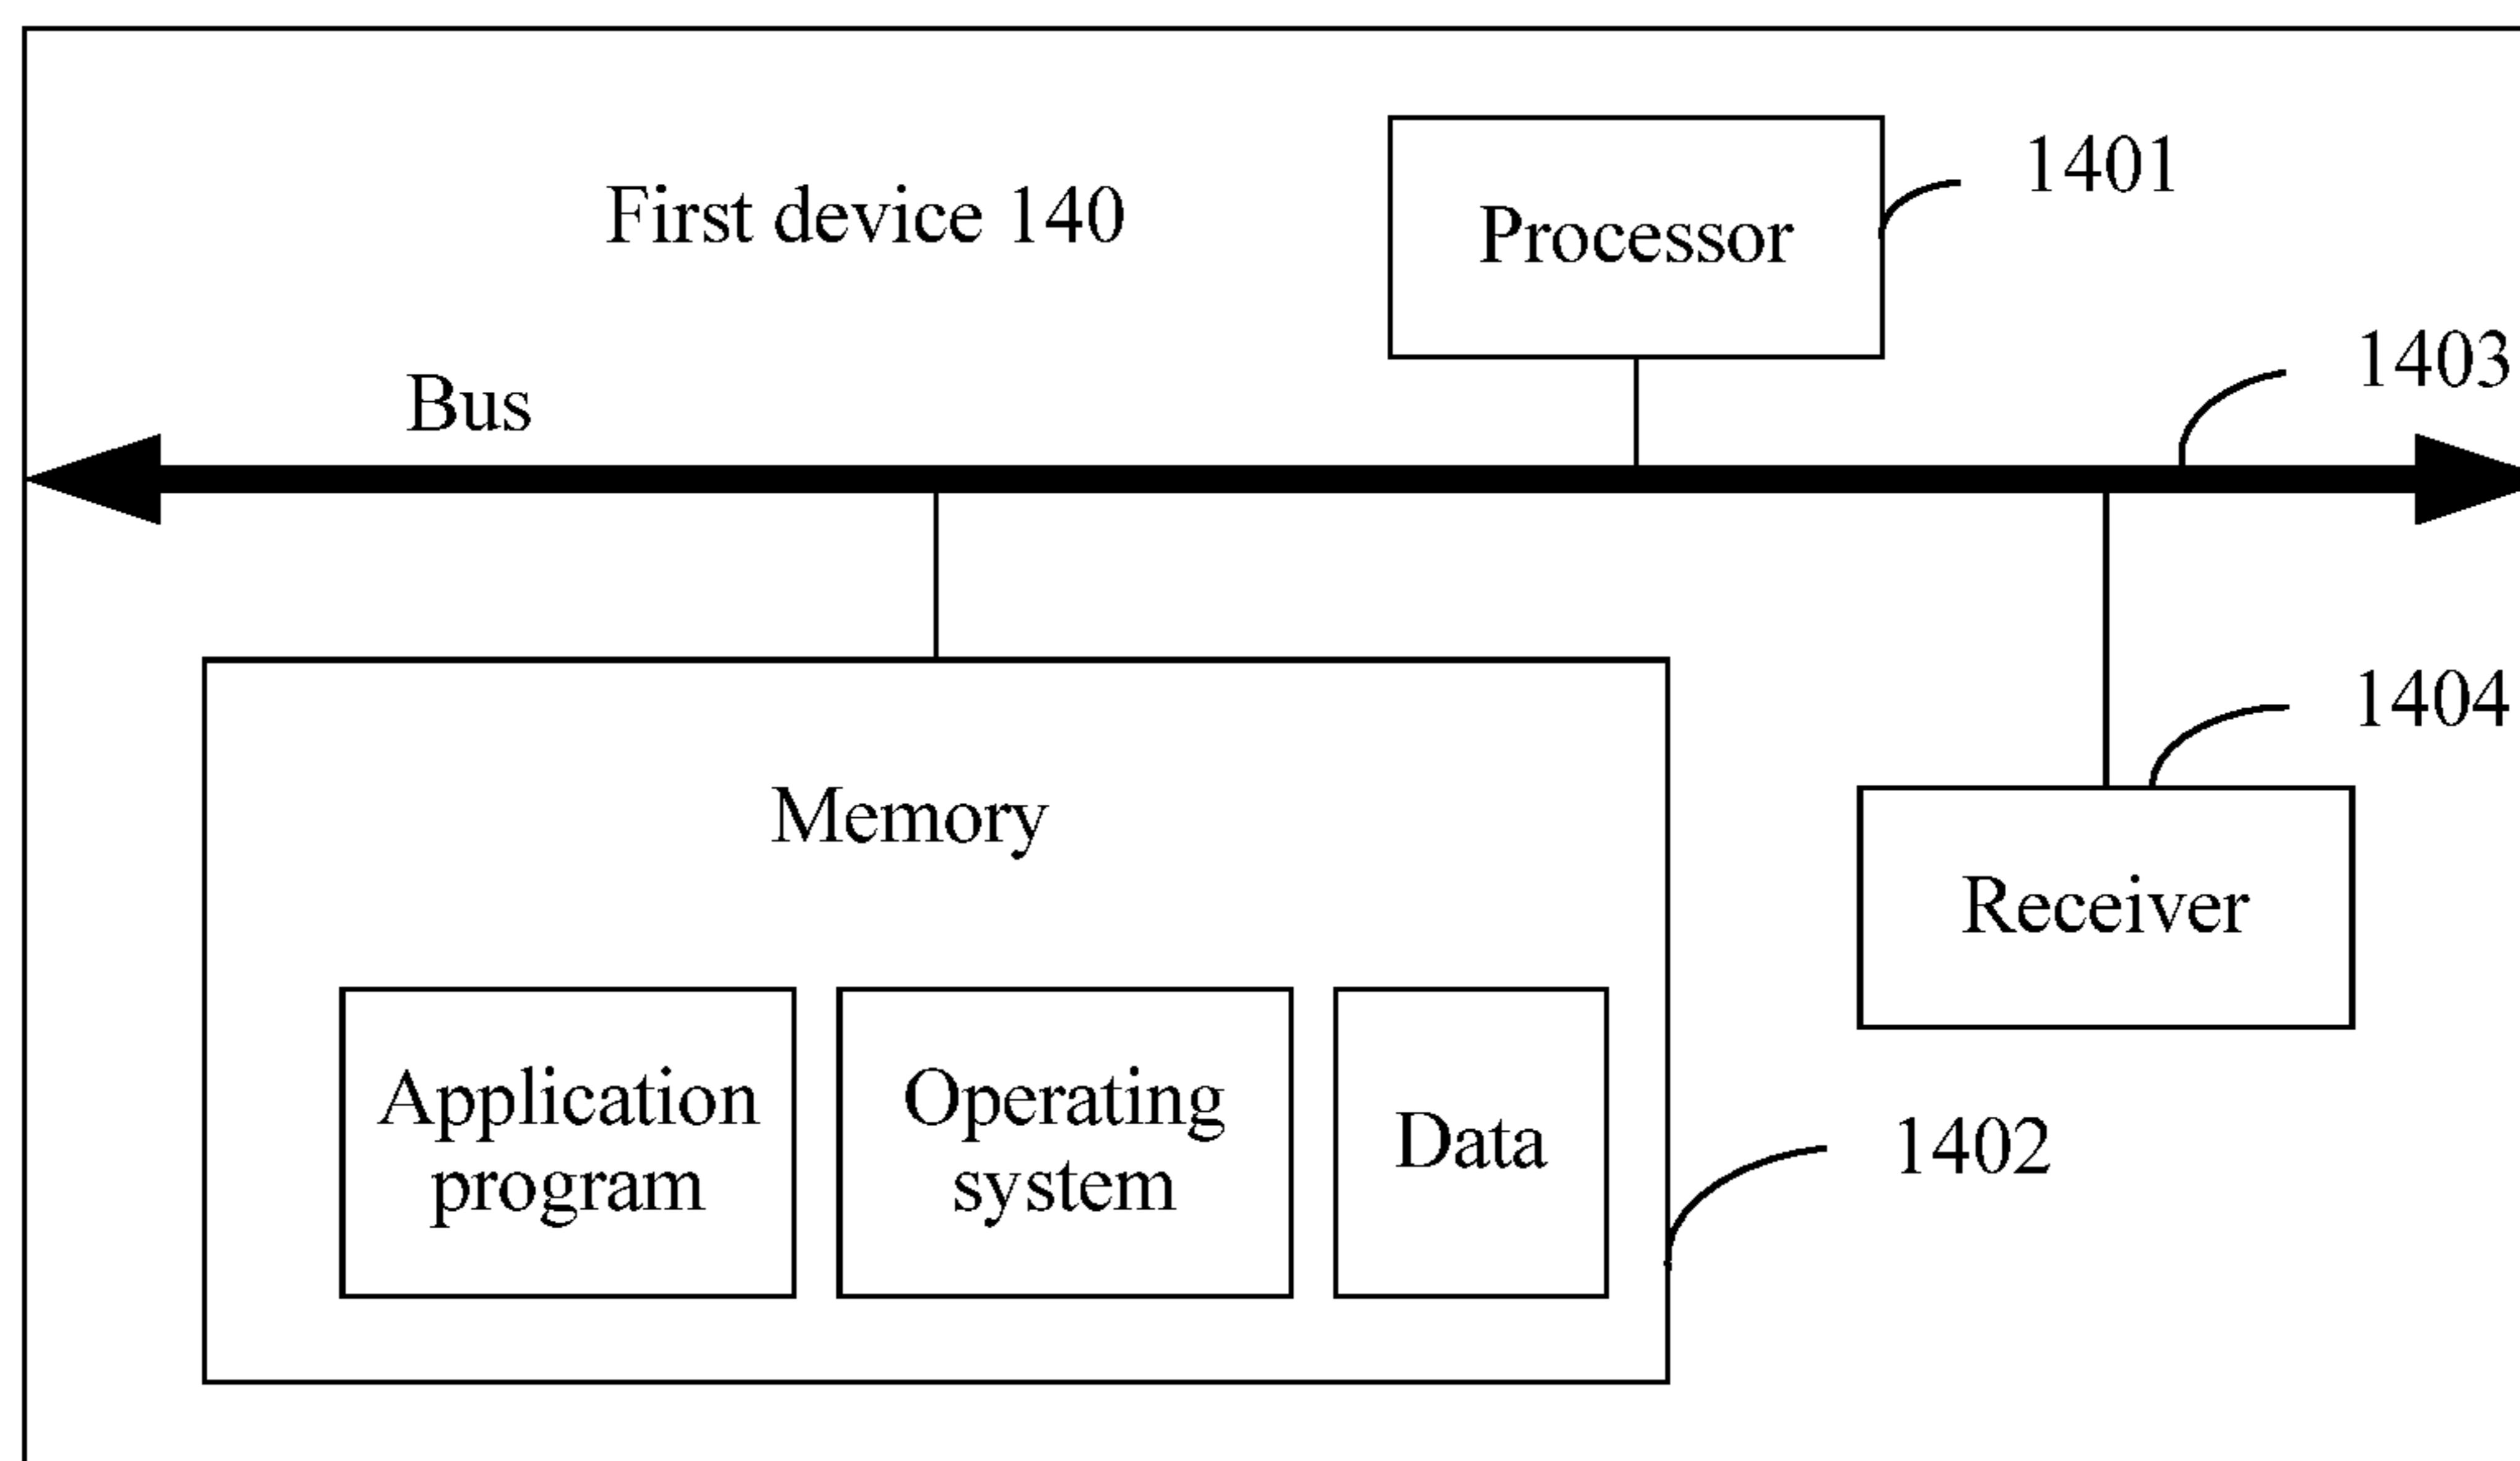 First device 140
Processor
1401
Bus
1403
Memory
1404
Receiver
Application
program
Operating
system
Data
1402